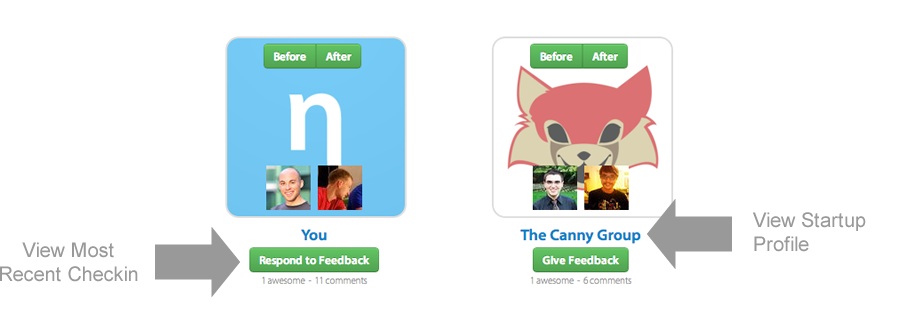 Before After
η
You
Respond to Feedback
1 awesome - 11 comments
View Most
Recent Checkin
Before After
The Canny Group
Give Feedback
1 awesome - 6 comments
View Startup
Profile